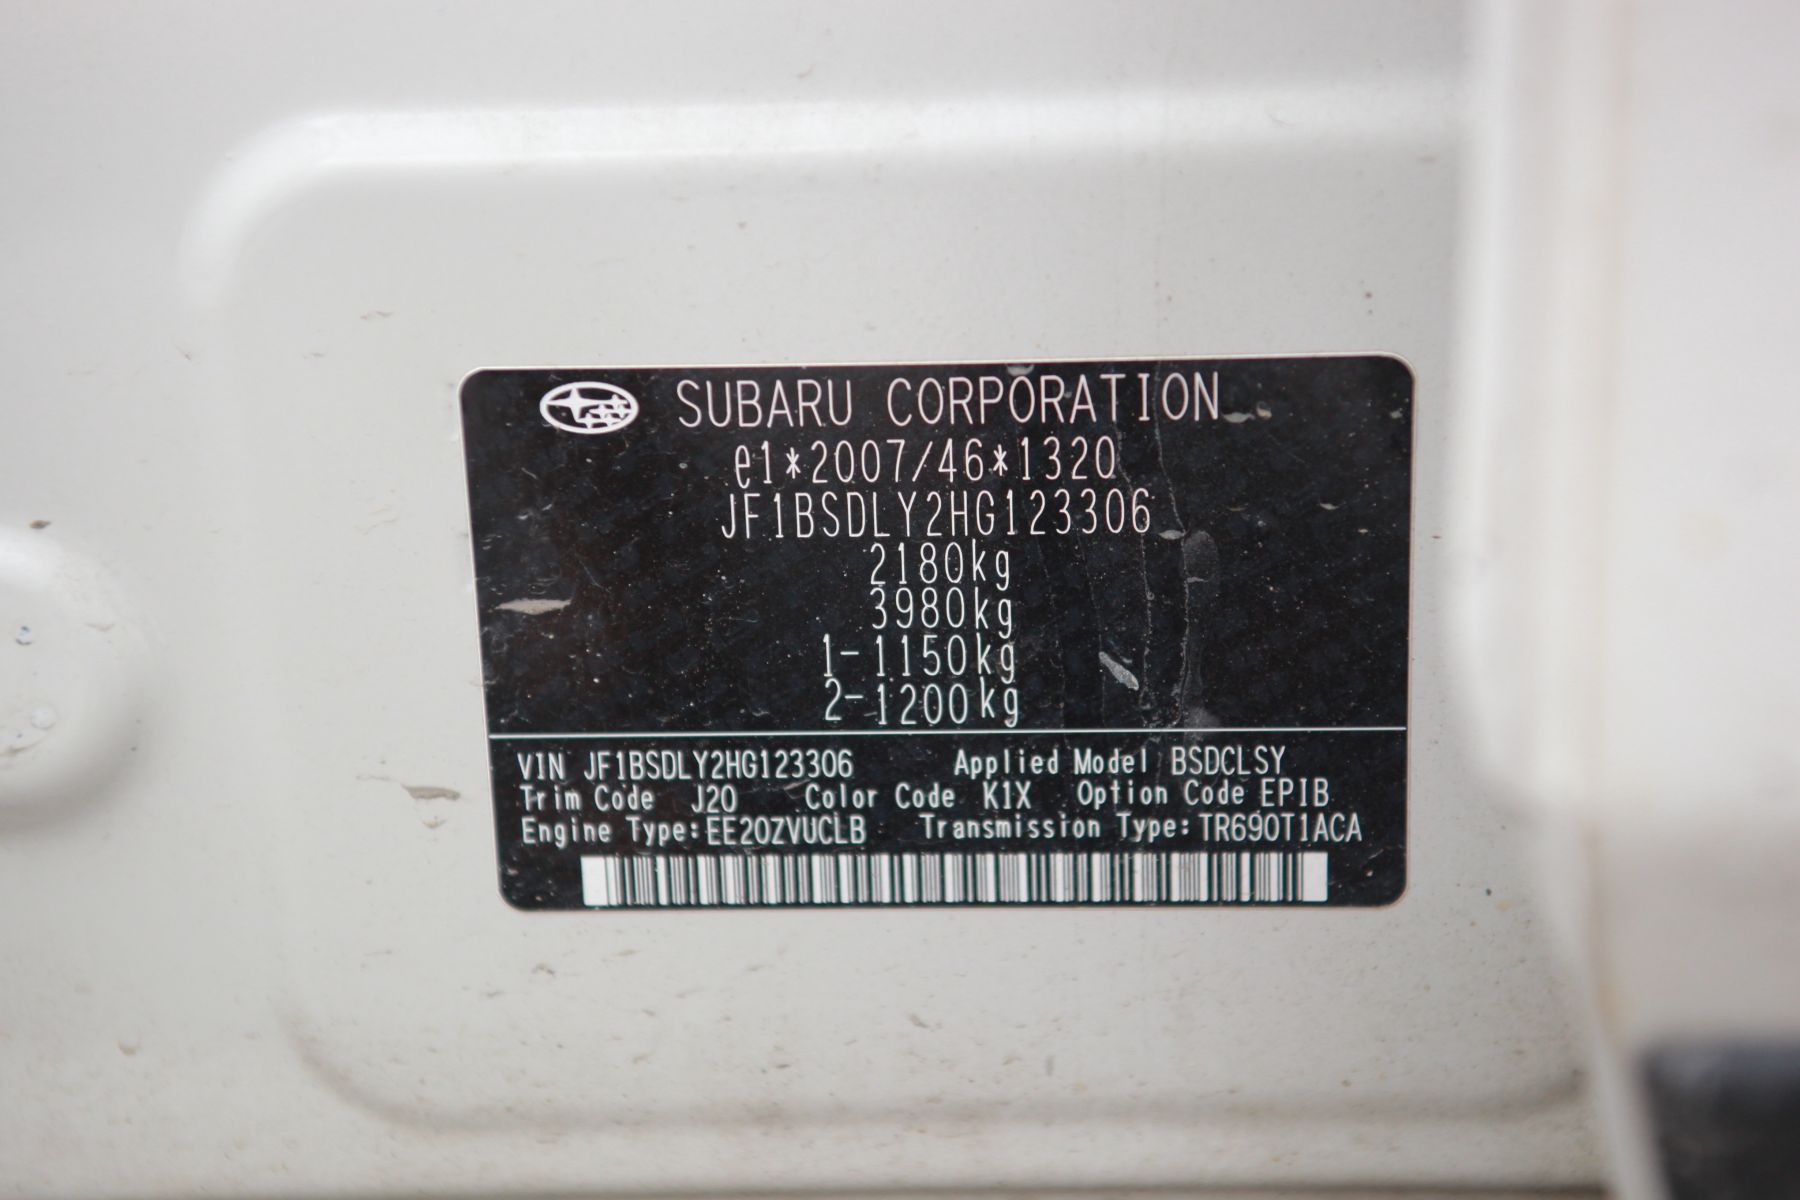 SUBARU CORPORATION
e1*2007/46*1320
JF1BSDLY2HG123306
2180kg
3980kg
1-1150kg
2-1200kg
VIN JF1BSDLY2HG123306 Applied Model BSDCLSY
Trim Code J20 Color Code K1X Option Code EPIB
Engine Type:EE20ZVUCLB Transmission Type:TR690T1ACA